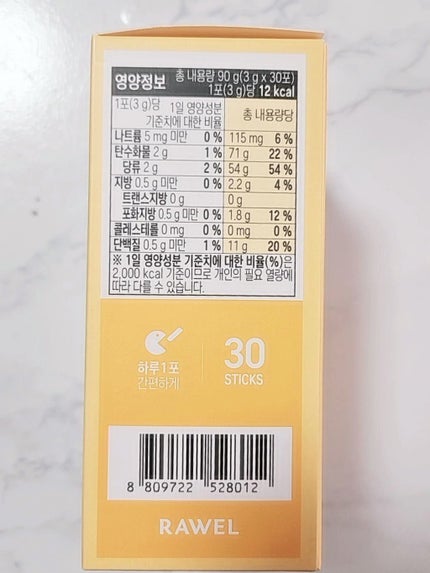 영양정보 총 내용량 90 g(3 g x 30포)
1포(3 g)당 12 kcal
1포(3 g)당 1일 영양성분 기준치에 대한 비율 총 내용량당
나트륨 5 mg 미만 0 % 115 mg 6 %
탄수화물 2 g 1 % 71 g 22 %
당류 2 g 2 % 54 g 54 %
지방 0.5 g 미만 0 % 2.2 g 4 %
트랜스지방 0 g 0 g
포화지방 0.5 g 미만 0 % 1.8 g 12 %
콜레스테롤 0 mg 0 % 0 mg 0 %
단백질 0.5 g 미만 1 % 11 g 20 %
※ 1일 영양성분 기준치에 대한 비율(%)은
2,000 kcal 기준이므로 개인의 필요 열량에
따라 다를 수 있습니다.
하루 1포
간편하게
30
STICKS
8 809722 528012
RAWEL